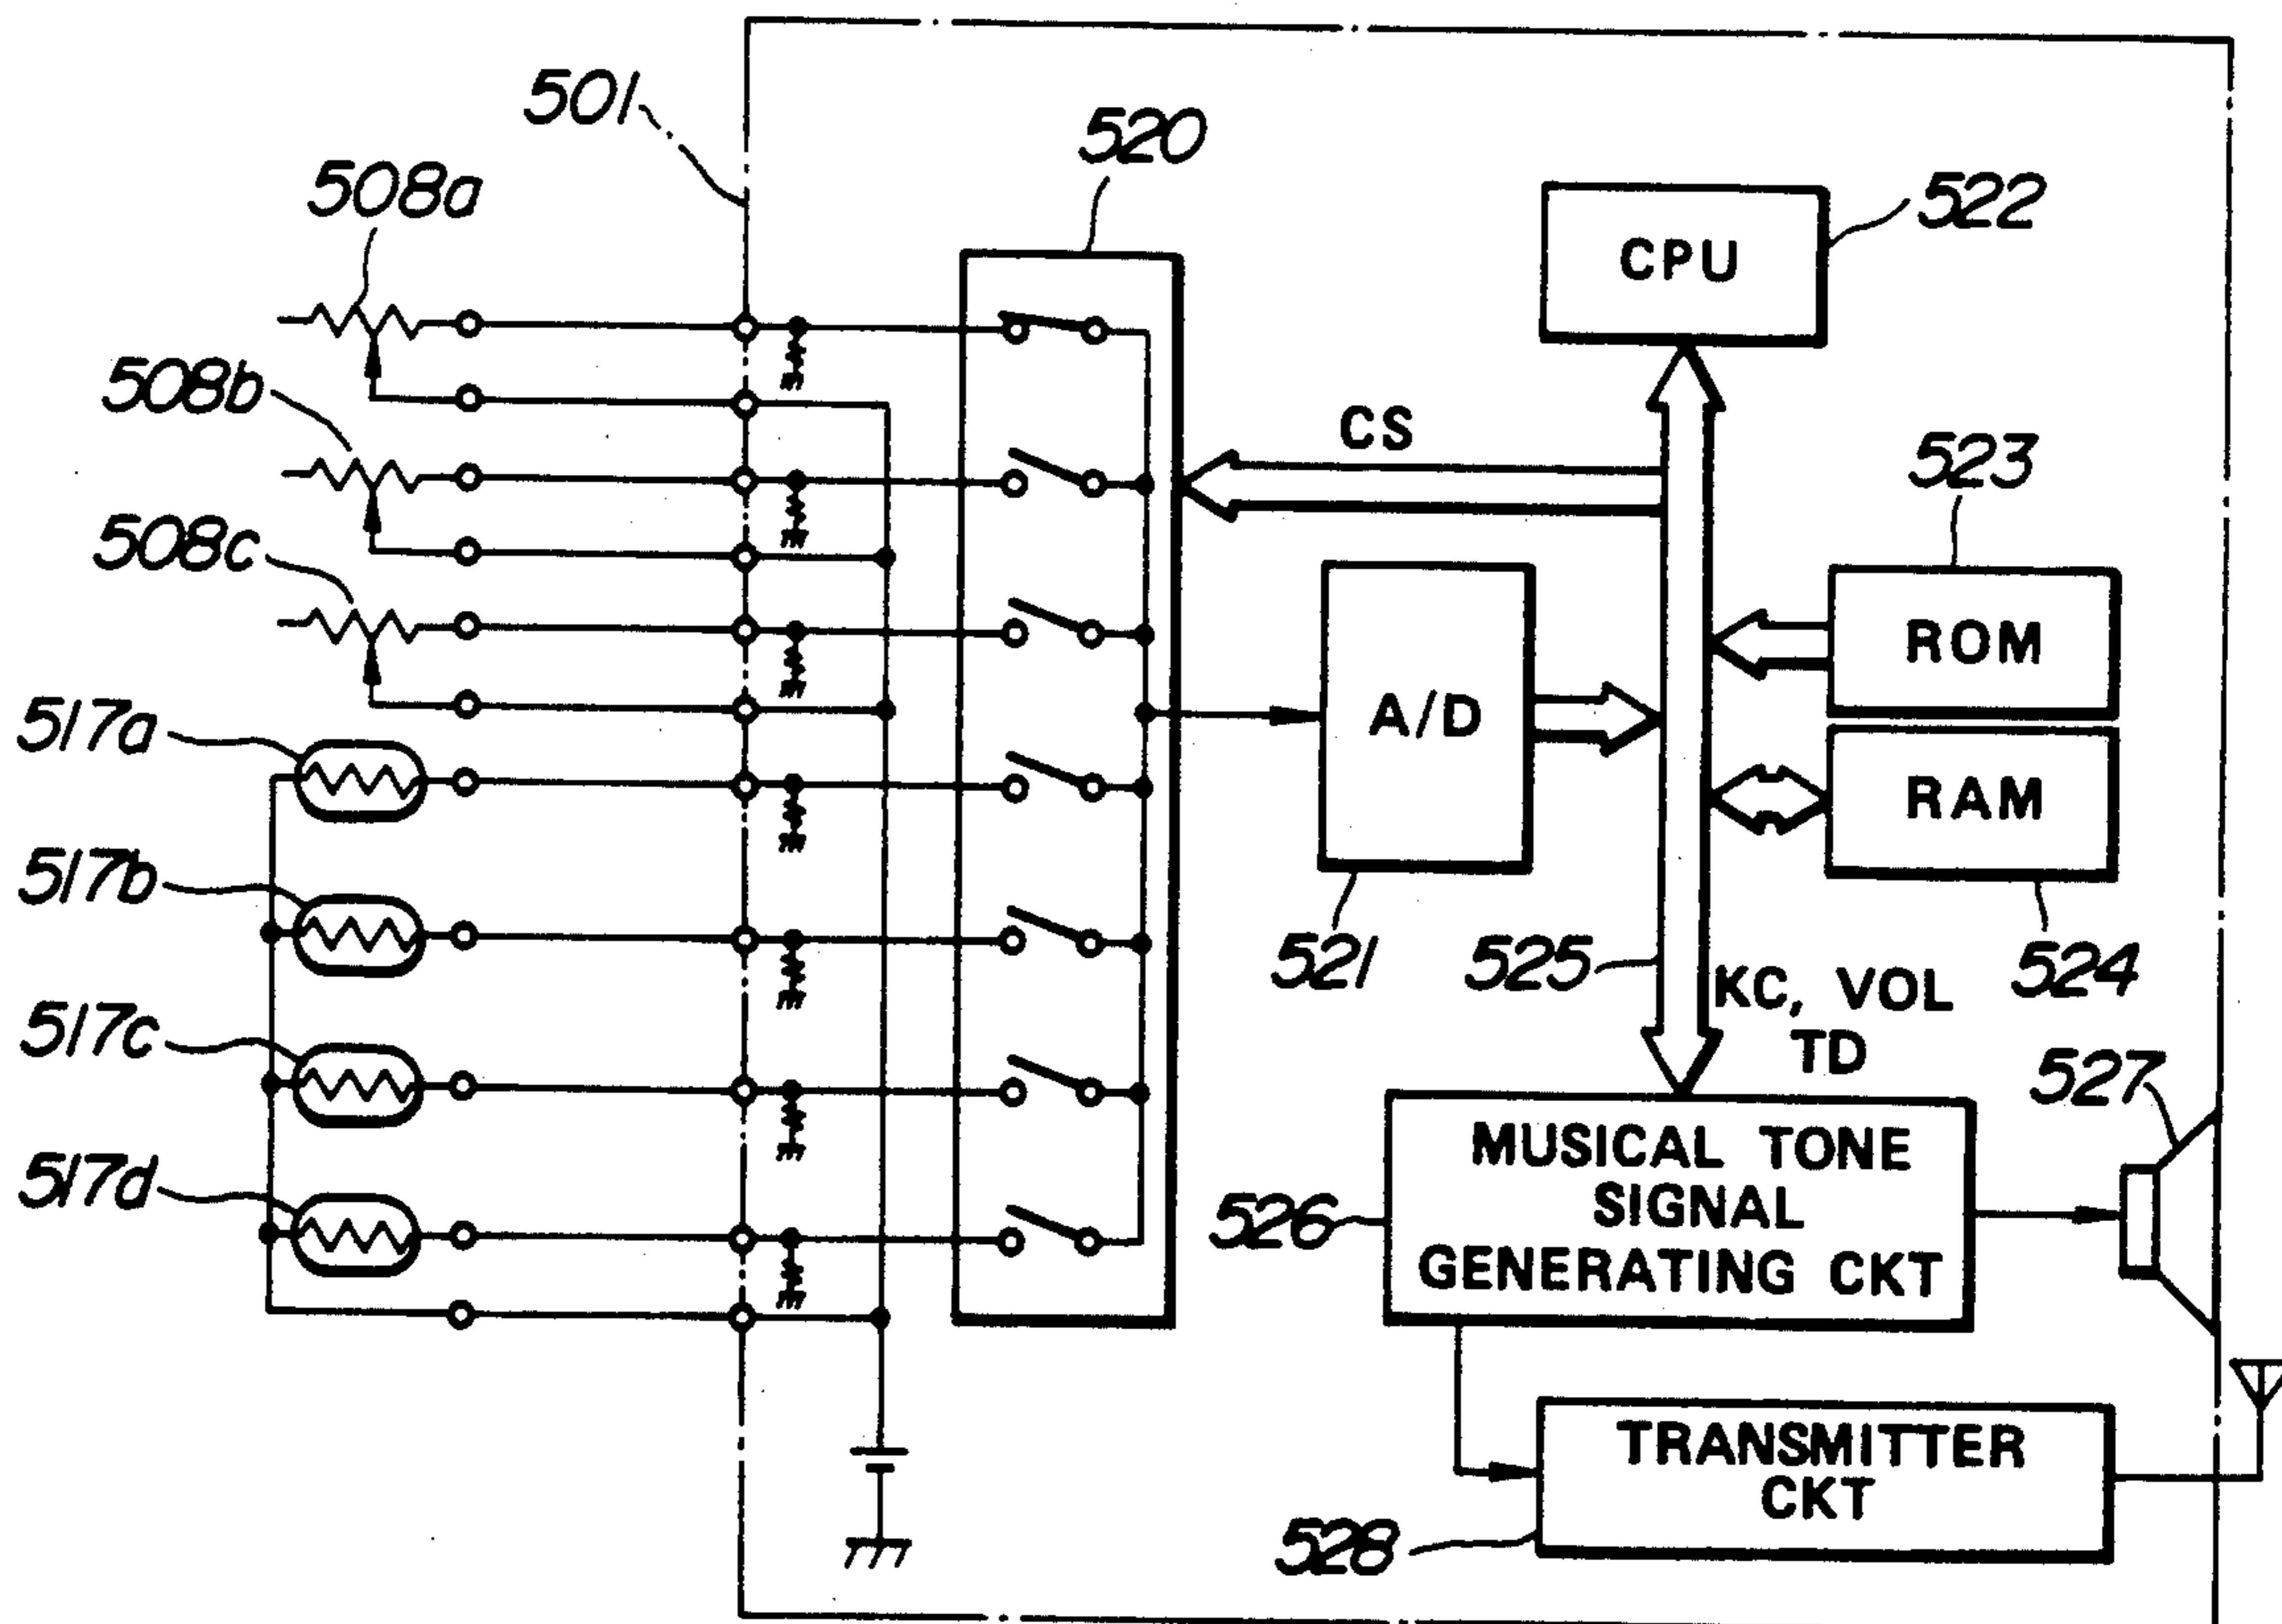 501
520
508a
522
CPU
508b
CS
523
508c
ROM
517a
A/D
RAM
517b
521
525
524
KC, VOL
TD
517c
527
MUSICAL TONE
SIGNAL
GENERATING CKT
517d
526
TRANSMITTER
CKT
528